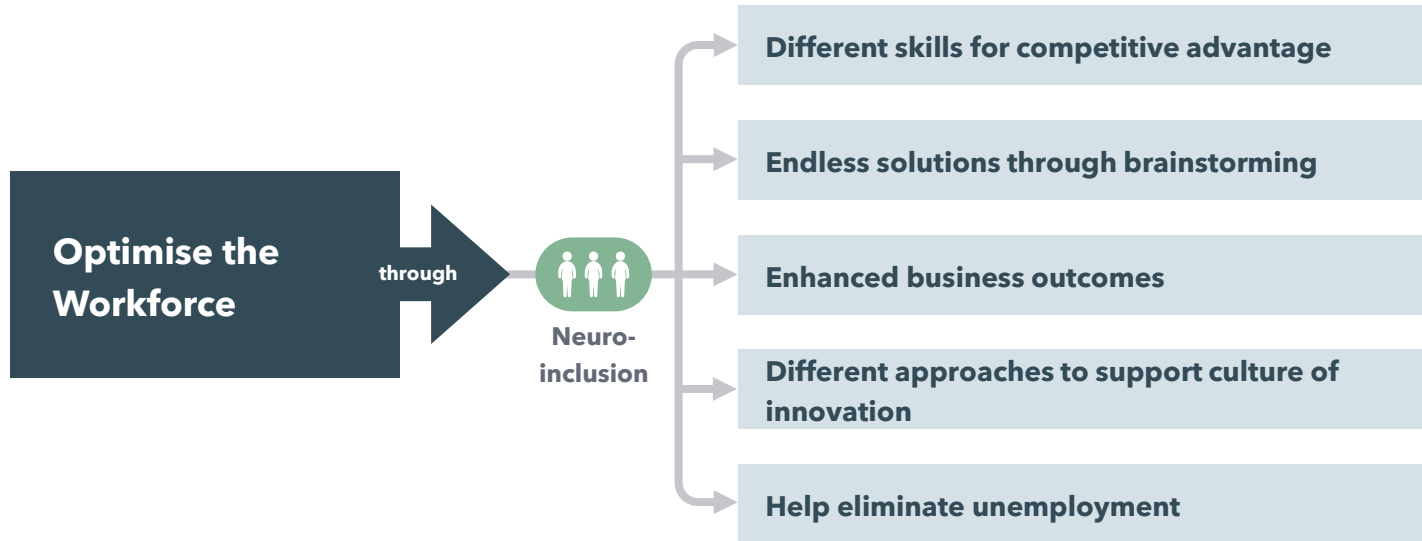 Optimise the
Workforce
through
Neuro-
inclusion
Different skills for competitive advantage
Endless solutions through brainstorming
Enhanced business outcomes
Different approaches to support culture of
innovation
Help eliminate unemployment